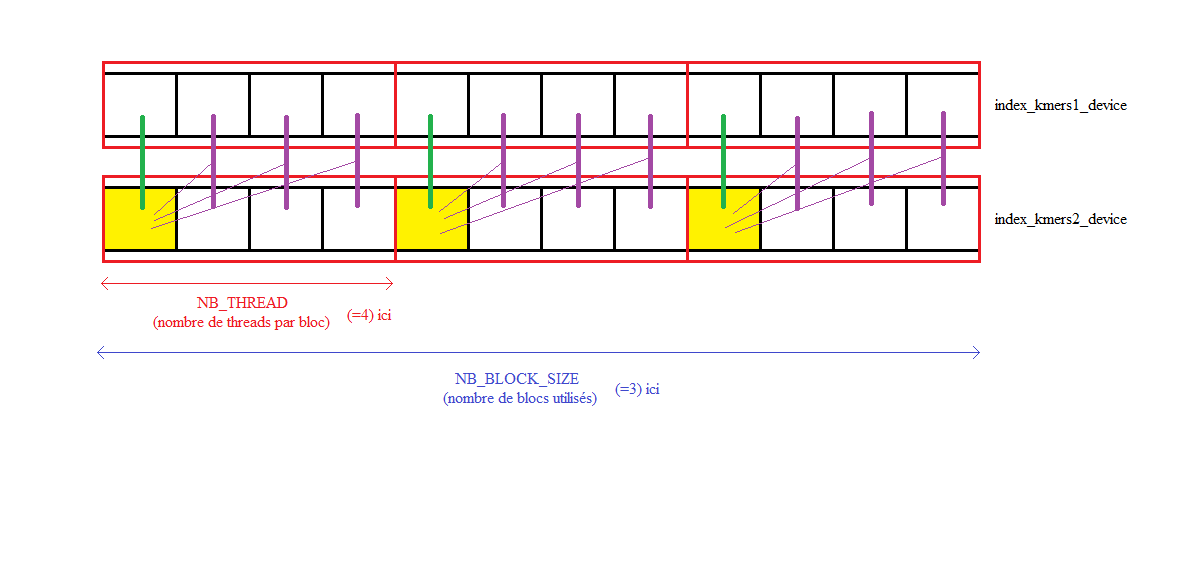 index_kmers1_device
index_kmers2_device
NB_THREAD
(nombre de threads par bloc) (=4) ici
NB_BLOCK_SIZE
(nombre de blocs utilisés) (=3) ici